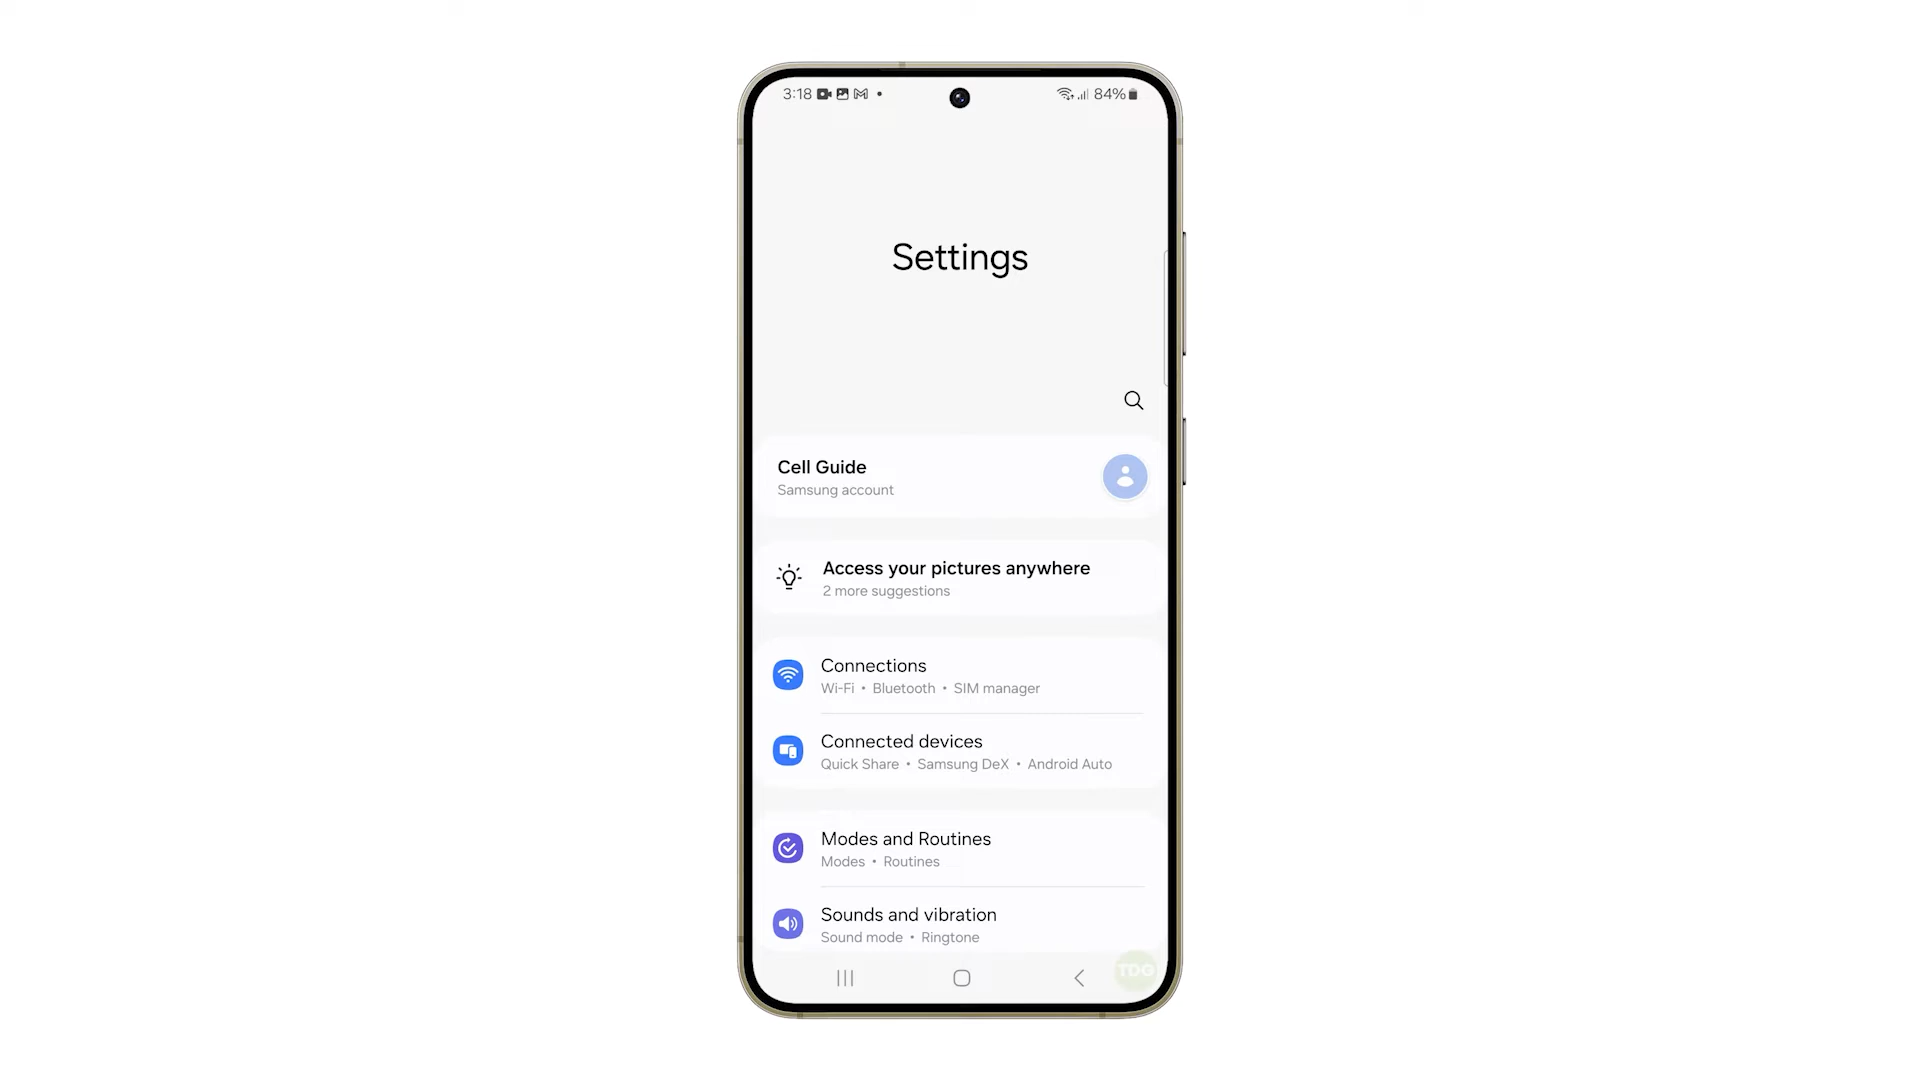 3:18
84%
Settings
Cell Guide
Samsung account
Access your pictures anywhere
2 more suggestions
Connections
Wi-Fi • Bluetooth • SIM manager
Connected devices
Quick Share • Samsung DeX • Android Auto
Modes and Routines
Modes • Routines
Sounds and vibration
Sound mode • Ringtone
TDG